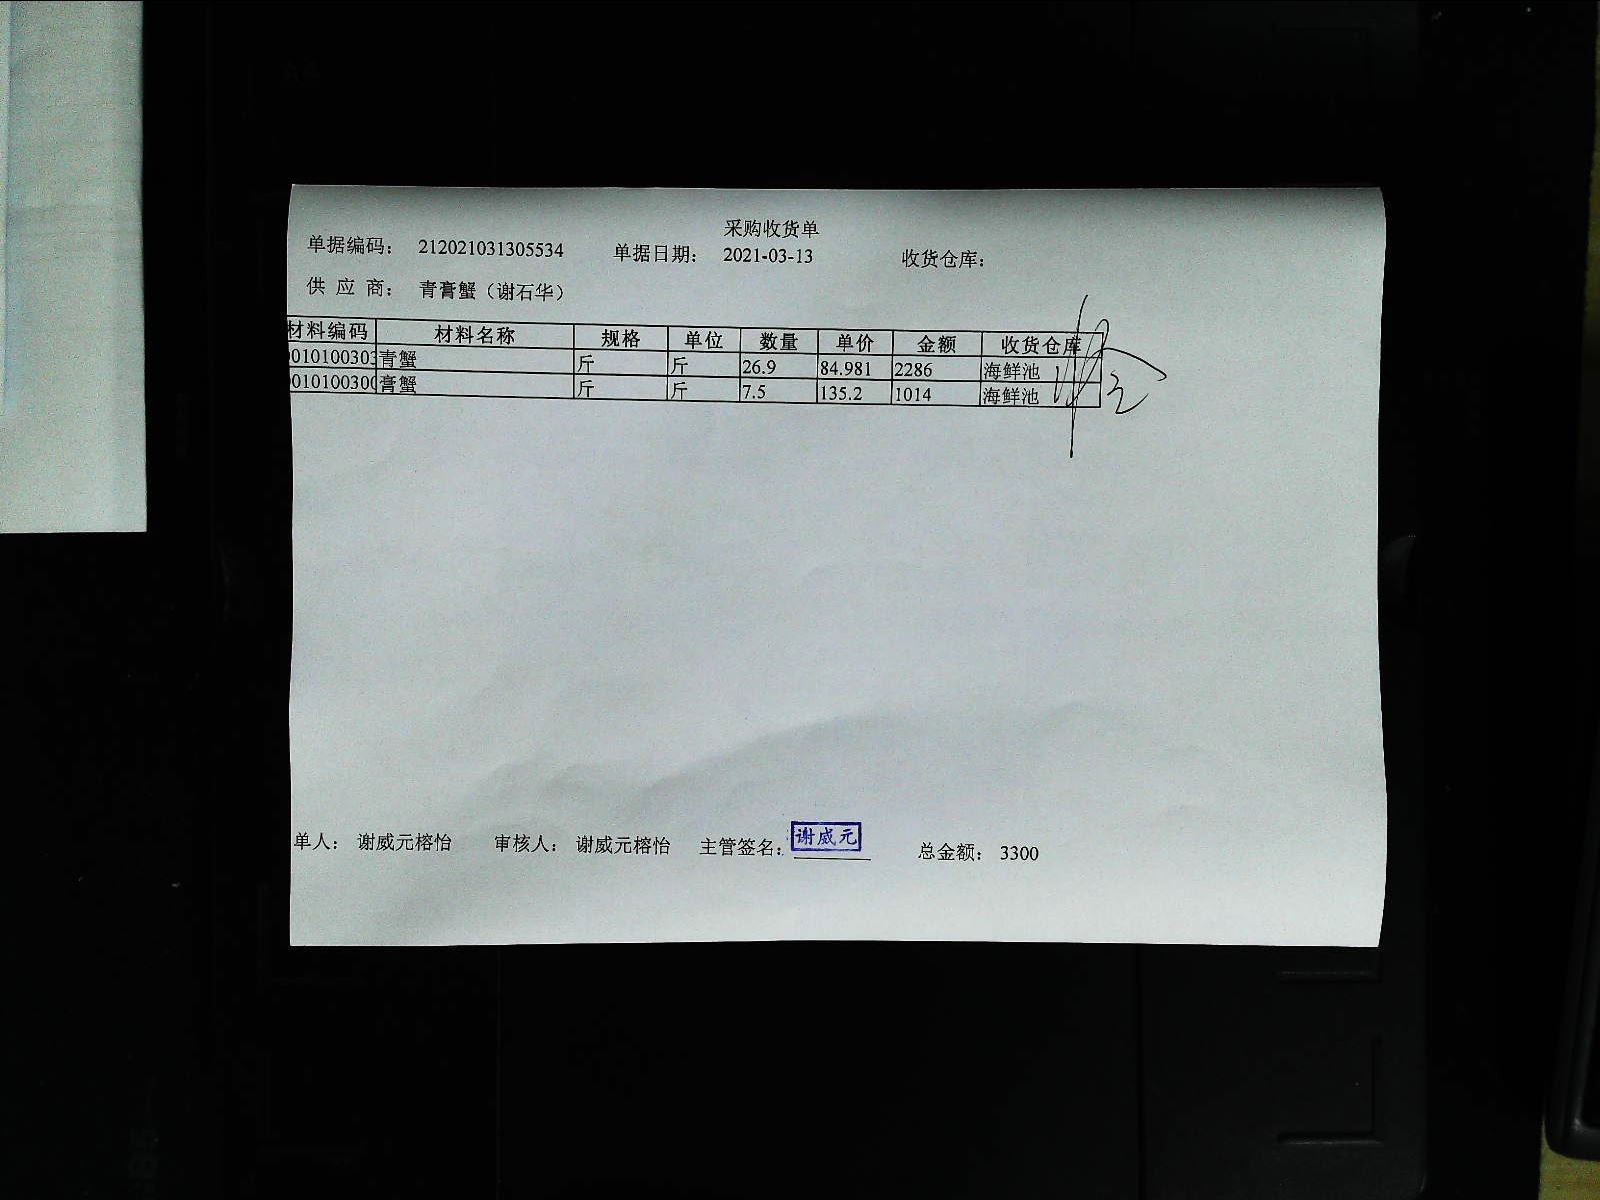 采购收货单
单据编码： 212021031305534 单据日期： 2021-03-13 收货仓库：
供 应 商： 青膏蟹（谢石华）
材料编码 材料名称 规格 单位 数量 单价 金额 收货仓库
010100303 青蟹 斤 斤 26.9 84.981 2286 海鲜池
010100300 膏蟹 斤 斤 7.5 135.2 1014 海鲜池
单人： 谢威元榕怡 审核人： 谢威元榕怡 主管签名： 谢威元 总金额： 3300